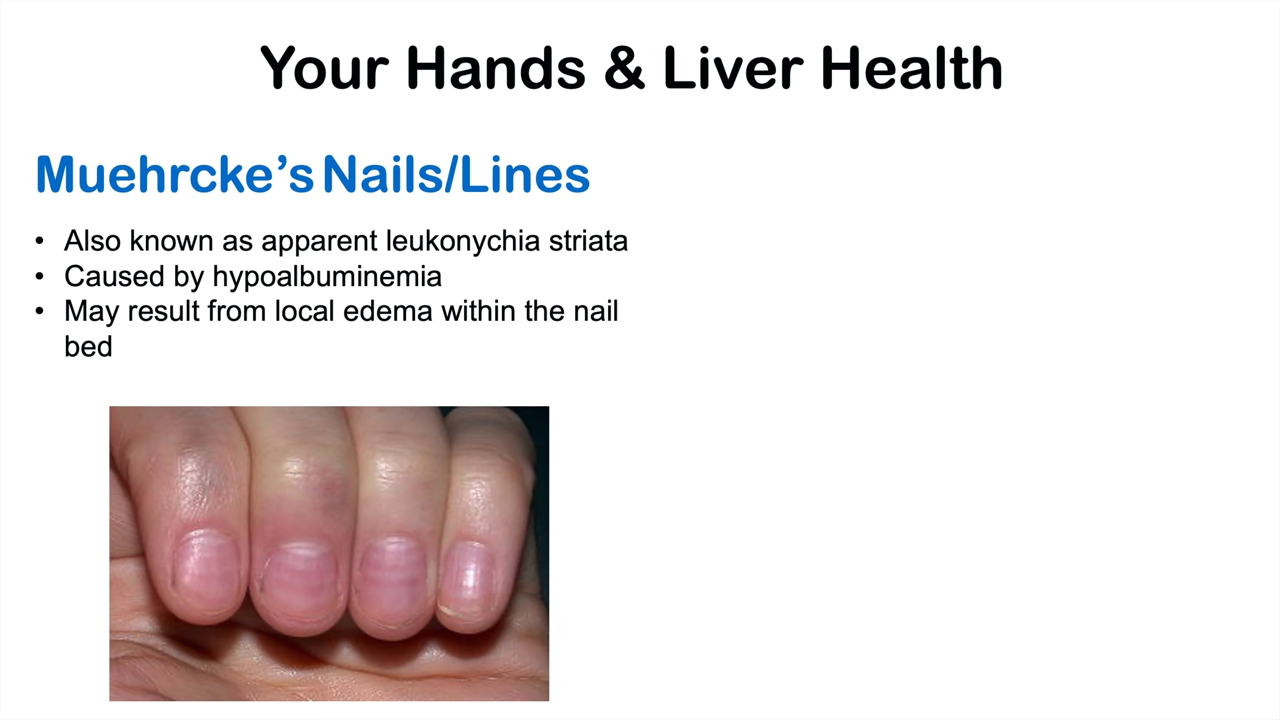 Your Hands & Liver Health
Muehrcke’s Nails/Lines
• Also known as apparent leukonychia striata
• Caused by hypoalbuminemia
• May result from local edema within the nail
bed